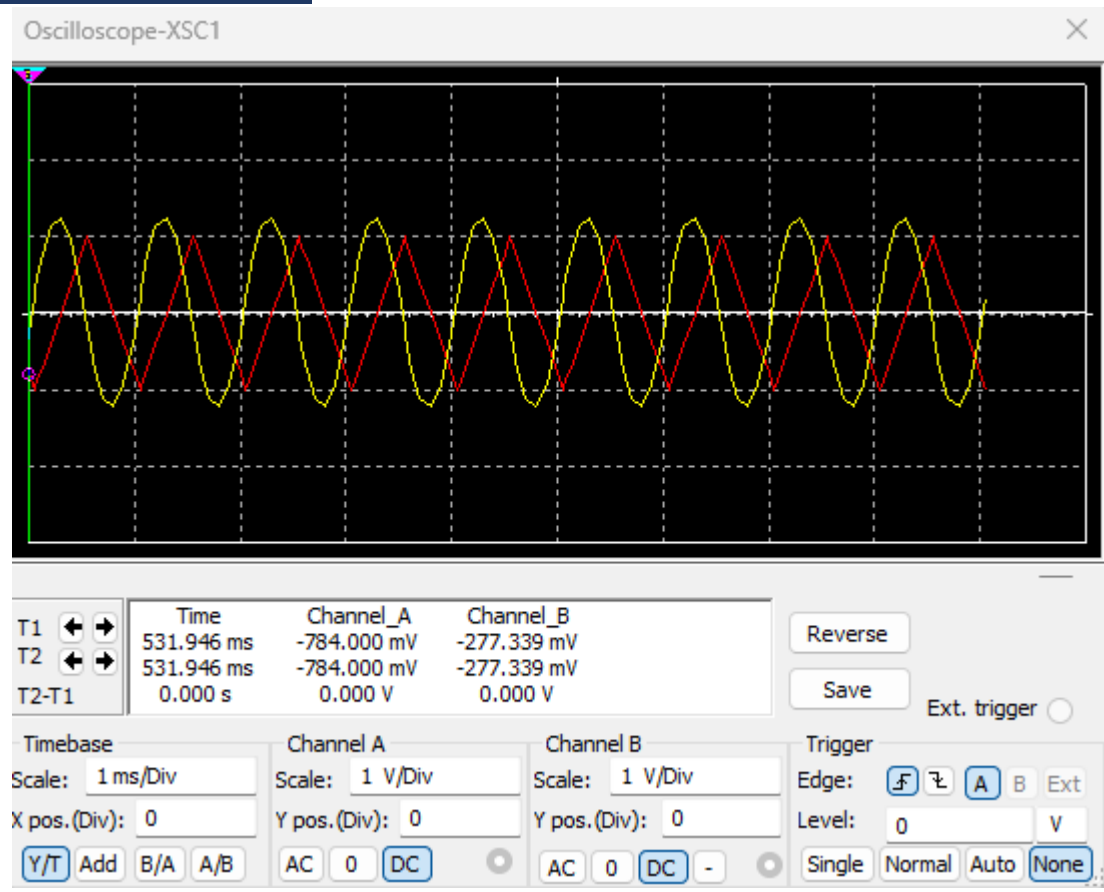 Oscilloscope-XSC1
Time Channel_A Channel_B
T1 531.946 ms -784.000 mV -277.339 mV
T2 531.946 ms -784.000 mV -277.339 mV
T2-T1 0.000 s 0.000 V 0.000 V
Reverse
Save
Ext. trigger
Timebase
Scale: 1 ms/Div
X pos.(Div): 0
Y/T Add B/A A/B
Channel A
Scale: 1 V/Div
Y pos.(Div): 0
AC 0 DC
Channel B
Scale: 1 V/Div
Y pos.(Div): 0
AC 0 DC -
Trigger
Edge: A B Ext
Level: 0 V
Single Normal Auto None